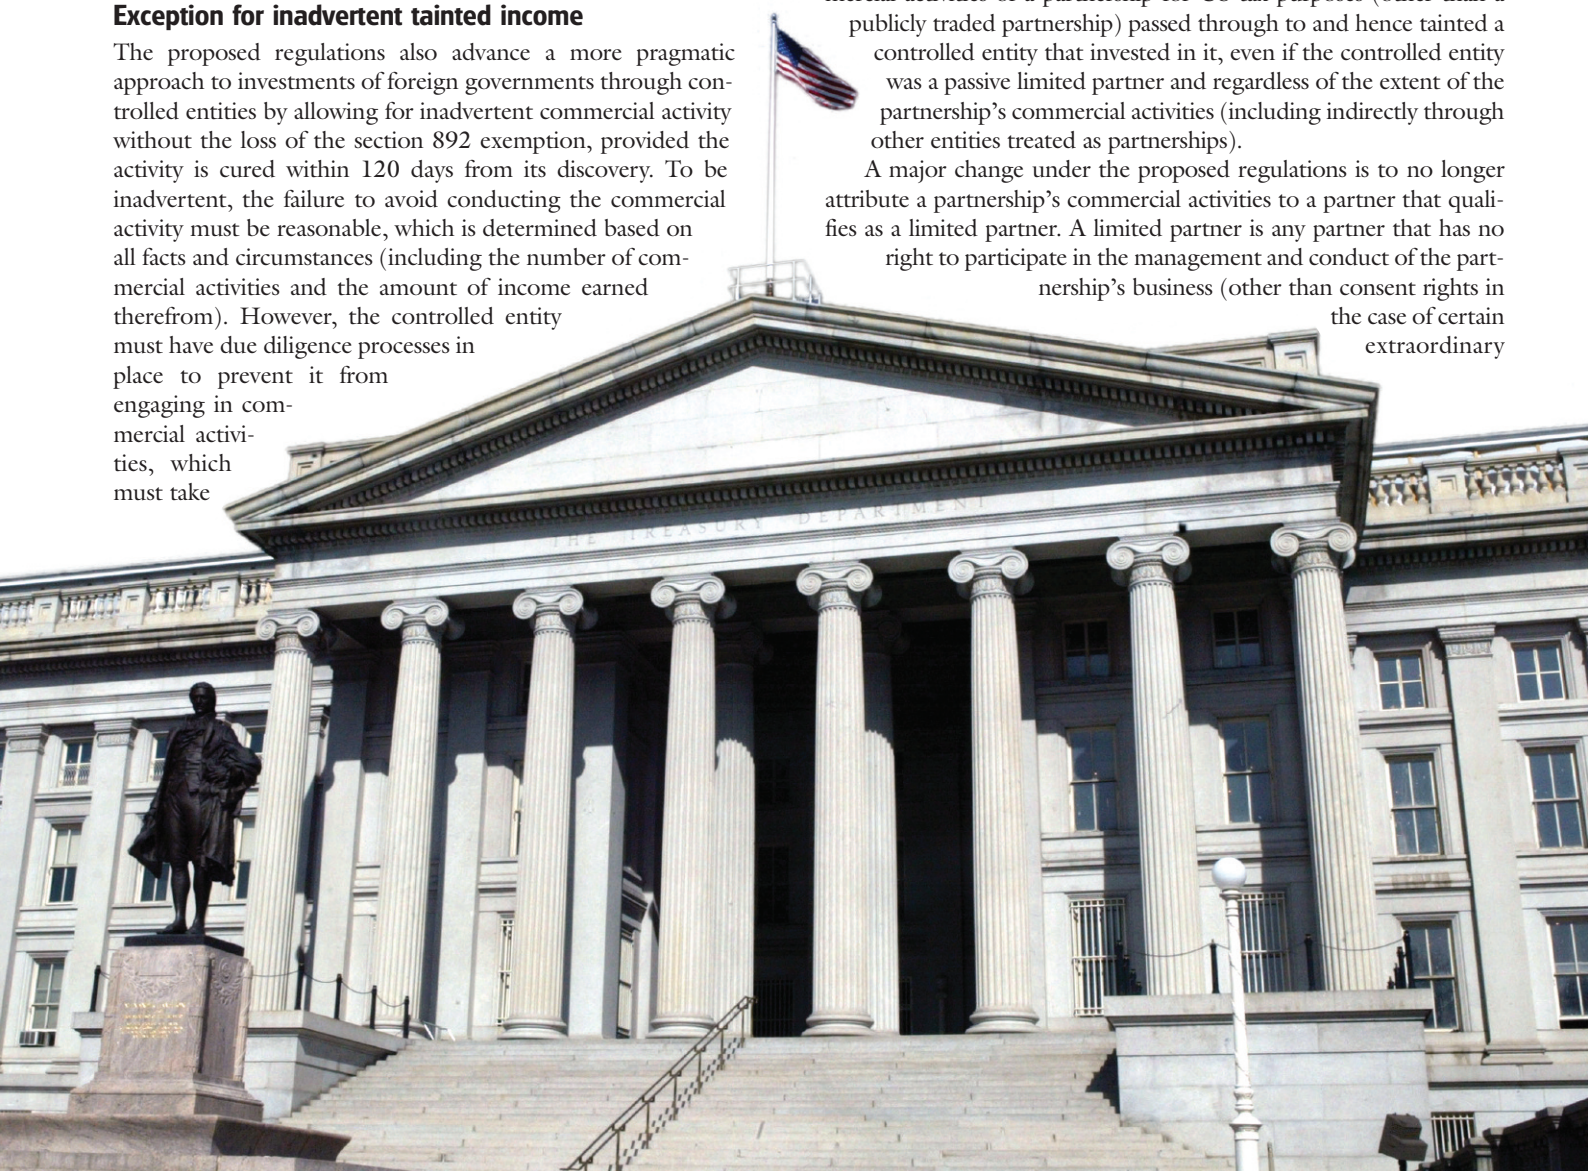 Exception for inadvertent tainted income
The proposed regulations also advance a more pragmatic
approach to investments of foreign governments through con-
trolled entities by allowing for inadvertent commercial activity
without the loss of the section 892 exemption, provided the
activity is cured within 120 days from its discovery. To be
inadvertent, the failure to avoid conducting the commercial
activity must be reasonable, which is determined based on
all facts and circumstances (including the number of com-
mercial activities and the amount of income earned
therefrom). However, the controlled entity
must have due diligence processes in
place to prevent it from
engaging in com-
mercial activi-
ties, which
must take
publicly traded partnership) passed through to and hence tainted a
controlled entity that invested in it, even if the controlled entity
was a passive limited partner and regardless of the extent of the
partnership's commercial activities (including indirectly through
other entities treated as partnerships).
A major change under the proposed regulations is to no longer
attribute a partnership's commercial activities to a partner that quali-
fies as a limited partner. A limited partner is any partner that has no
right to participate in the management and conduct of the part-
nership's business (other than consent rights in
the case of certain
extraordinary
THE TREASURY DEPARTMENT